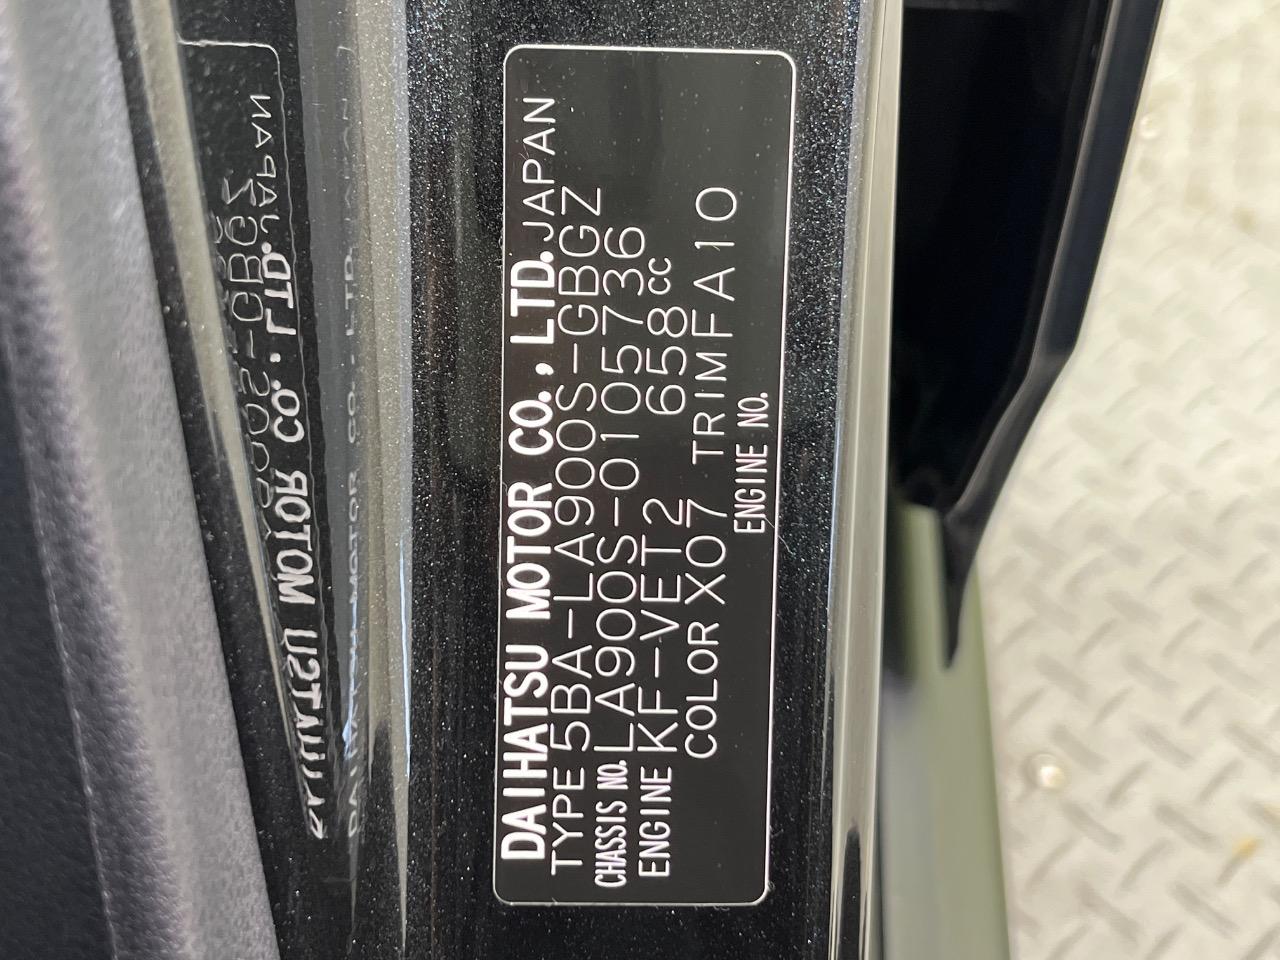 DAIHATSU MOTOR CO., LTD. JAPAN
TYPE 5BA-LA900S-GBGZ
CHASSIS NO. LA900S-0105736
ENGINE KF-VET2 658cc
COLOR X07 TRIM FA10
ENGINE NO.